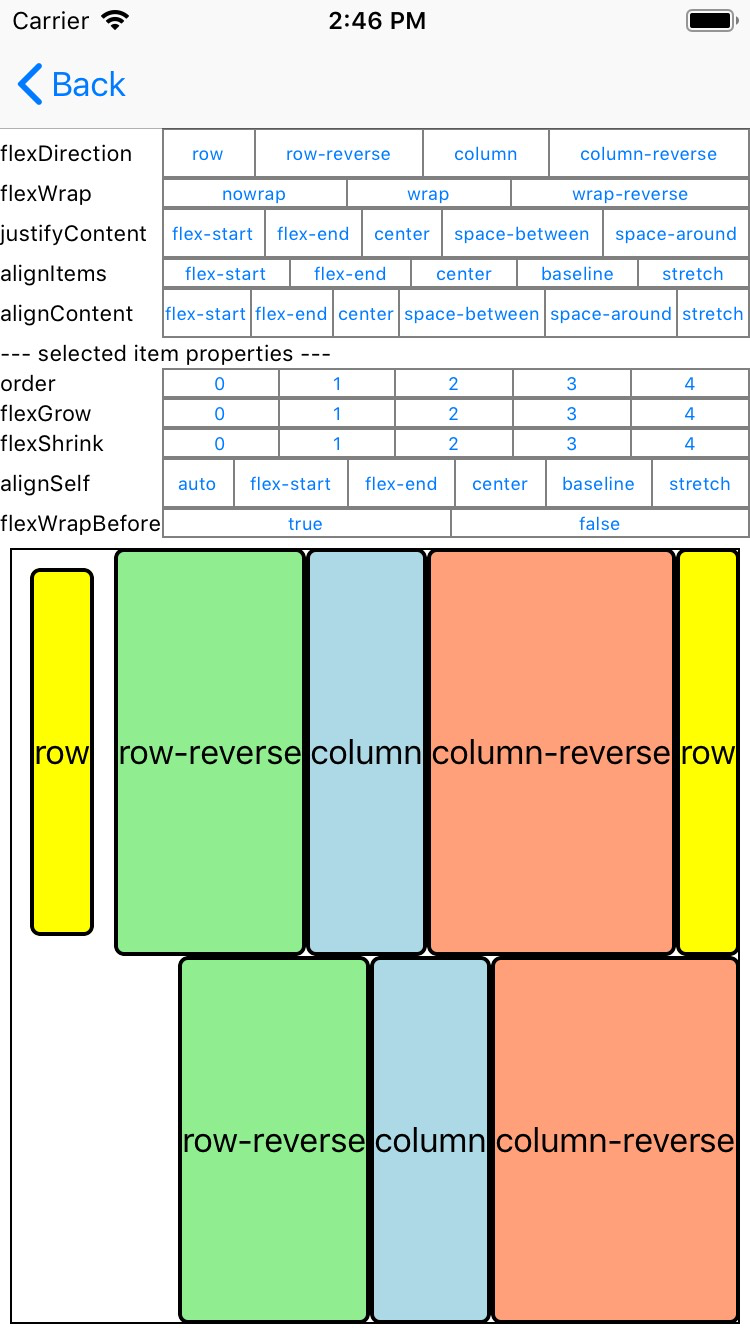 Carrier 2:46 PM
Back
flexDirection row row-reverse column column-reverse
flexWrap nowrap wrap wrap-reverse
justifyContent flex-start flex-end center space-between space-around
alignItems flex-start flex-end center baseline stretch
alignContent flex-start flex-end center space-between space-around stretch
--- selected item properties ---
order 0 1 2 3 4
flexGrow 0 1 2 3 4
flexShrink 0 1 2 3 4
alignSelf auto flex-start flex-end center baseline stretch
flexWrapBefore true false
row row-reverse column column-reverse row
row-reverse column column-reverse